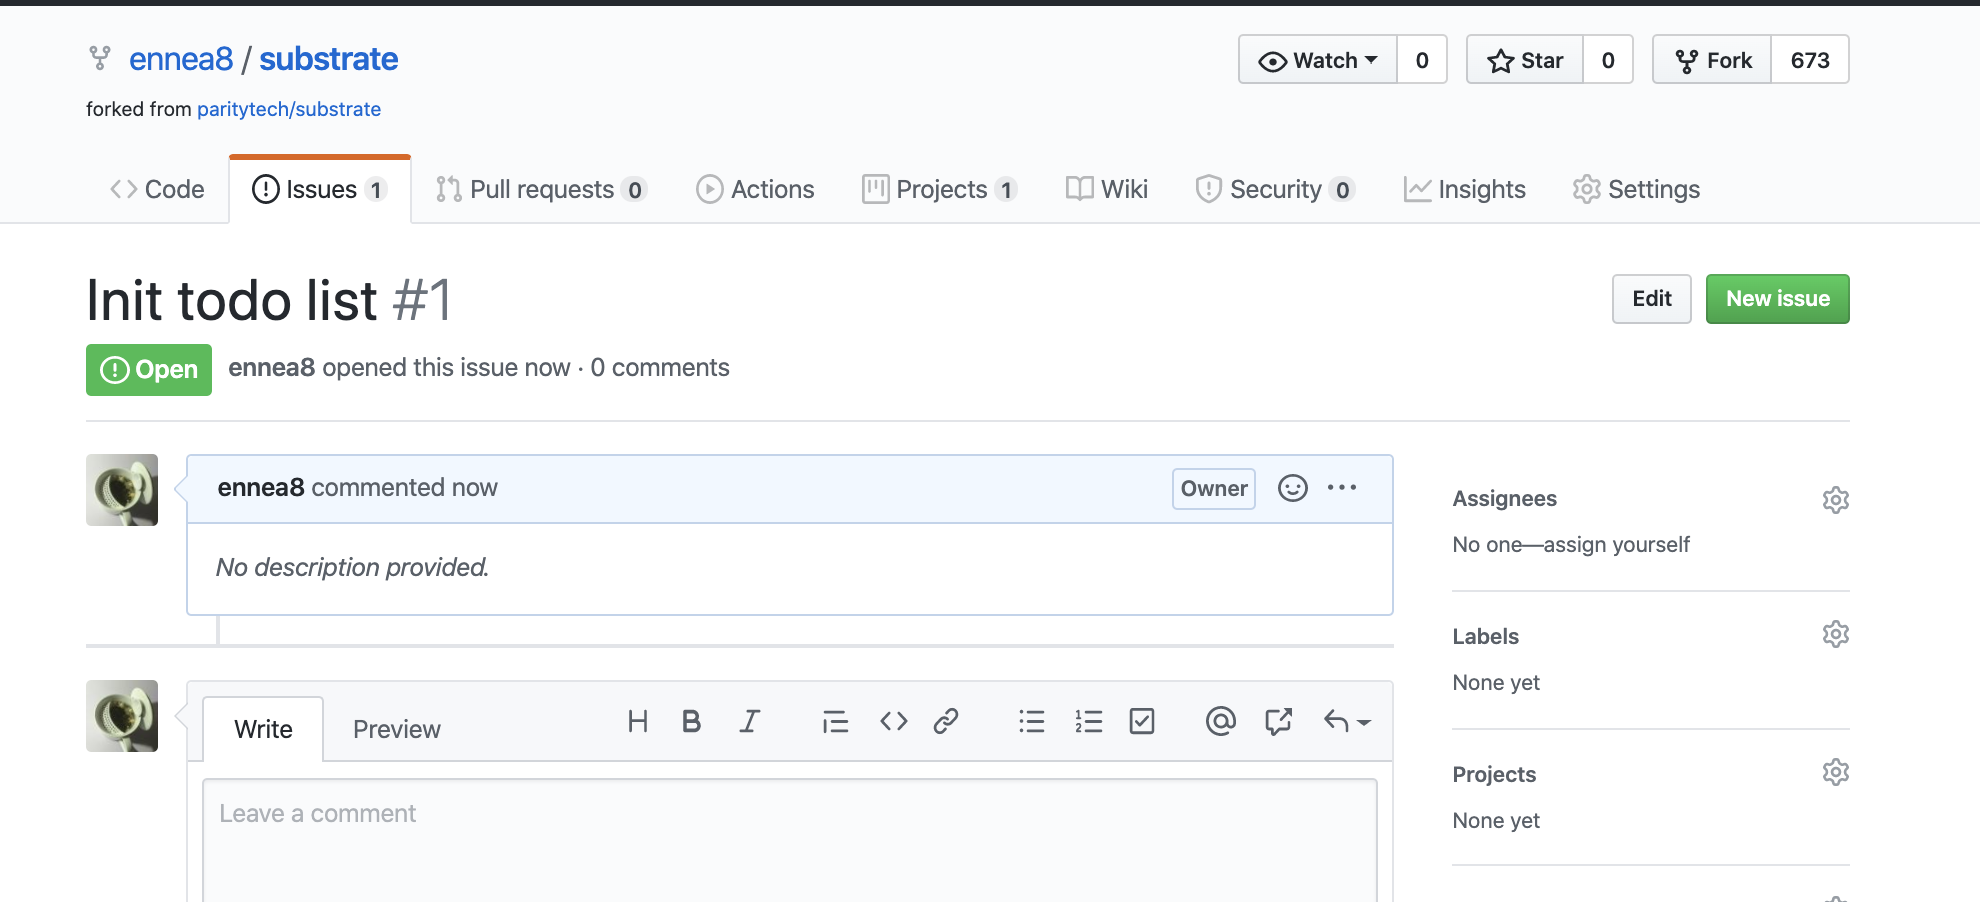 ennea8 / substrate
Watch 0
Star 0
Fork 673
forked from paritytech/substrate
Code
Issues 1
Pull requests 0
Actions
Projects 1
Wiki
Security 0
Insights
Settings
Init todo list #1
Edit
New issue
Open
ennea8 opened this issue now · 0 comments
ennea8 commented now
Owner
No description provided.
Assignees
No one—assign yourself
Labels
None yet
Projects
None yet
Write
Preview
Leave a comment